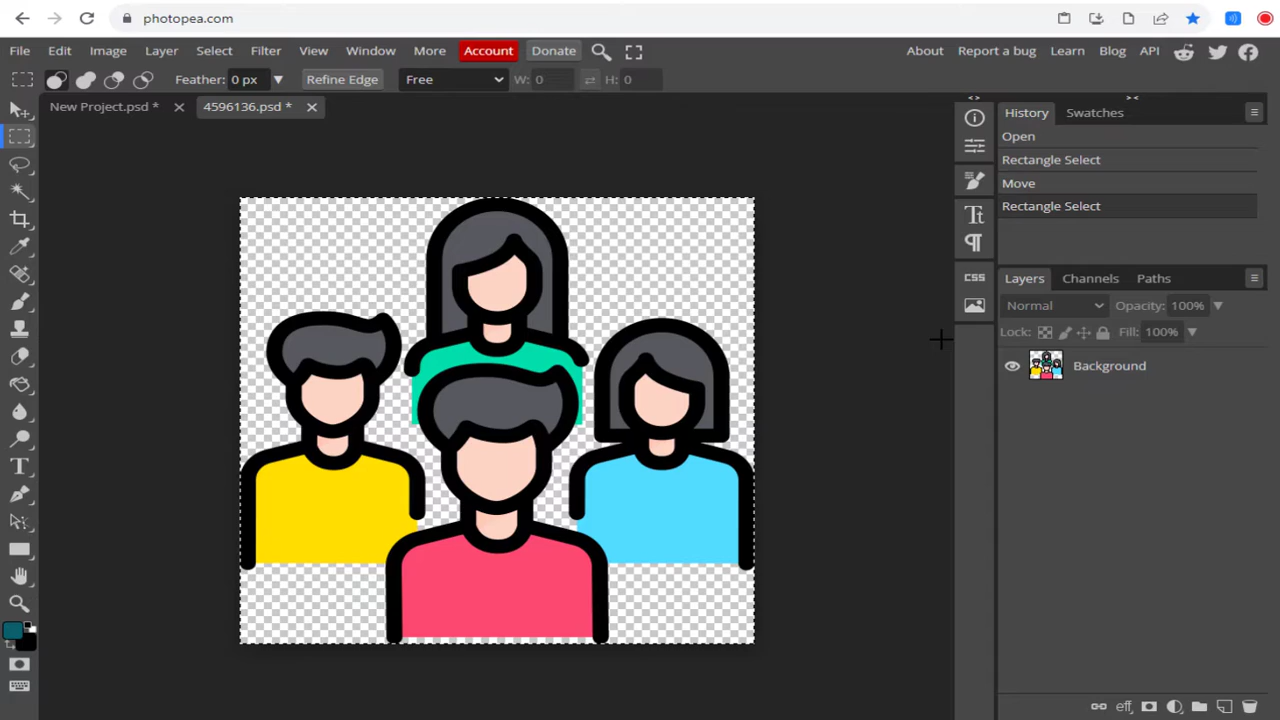 photopea.com
File Edit Image Layer Select Filter View Window More Account Donate About Report a bug Learn Blog API
Feather: 0 px Refine Edge Free W: 0 H: 0
New Project.psd * 4596136.psd *
History Swatches
Open
Rectangle Select
Move
Rectangle Select
CSS
Layers Channels Paths
Normal Opacity: 100%
Lock: Fill: 100%
Background
eff